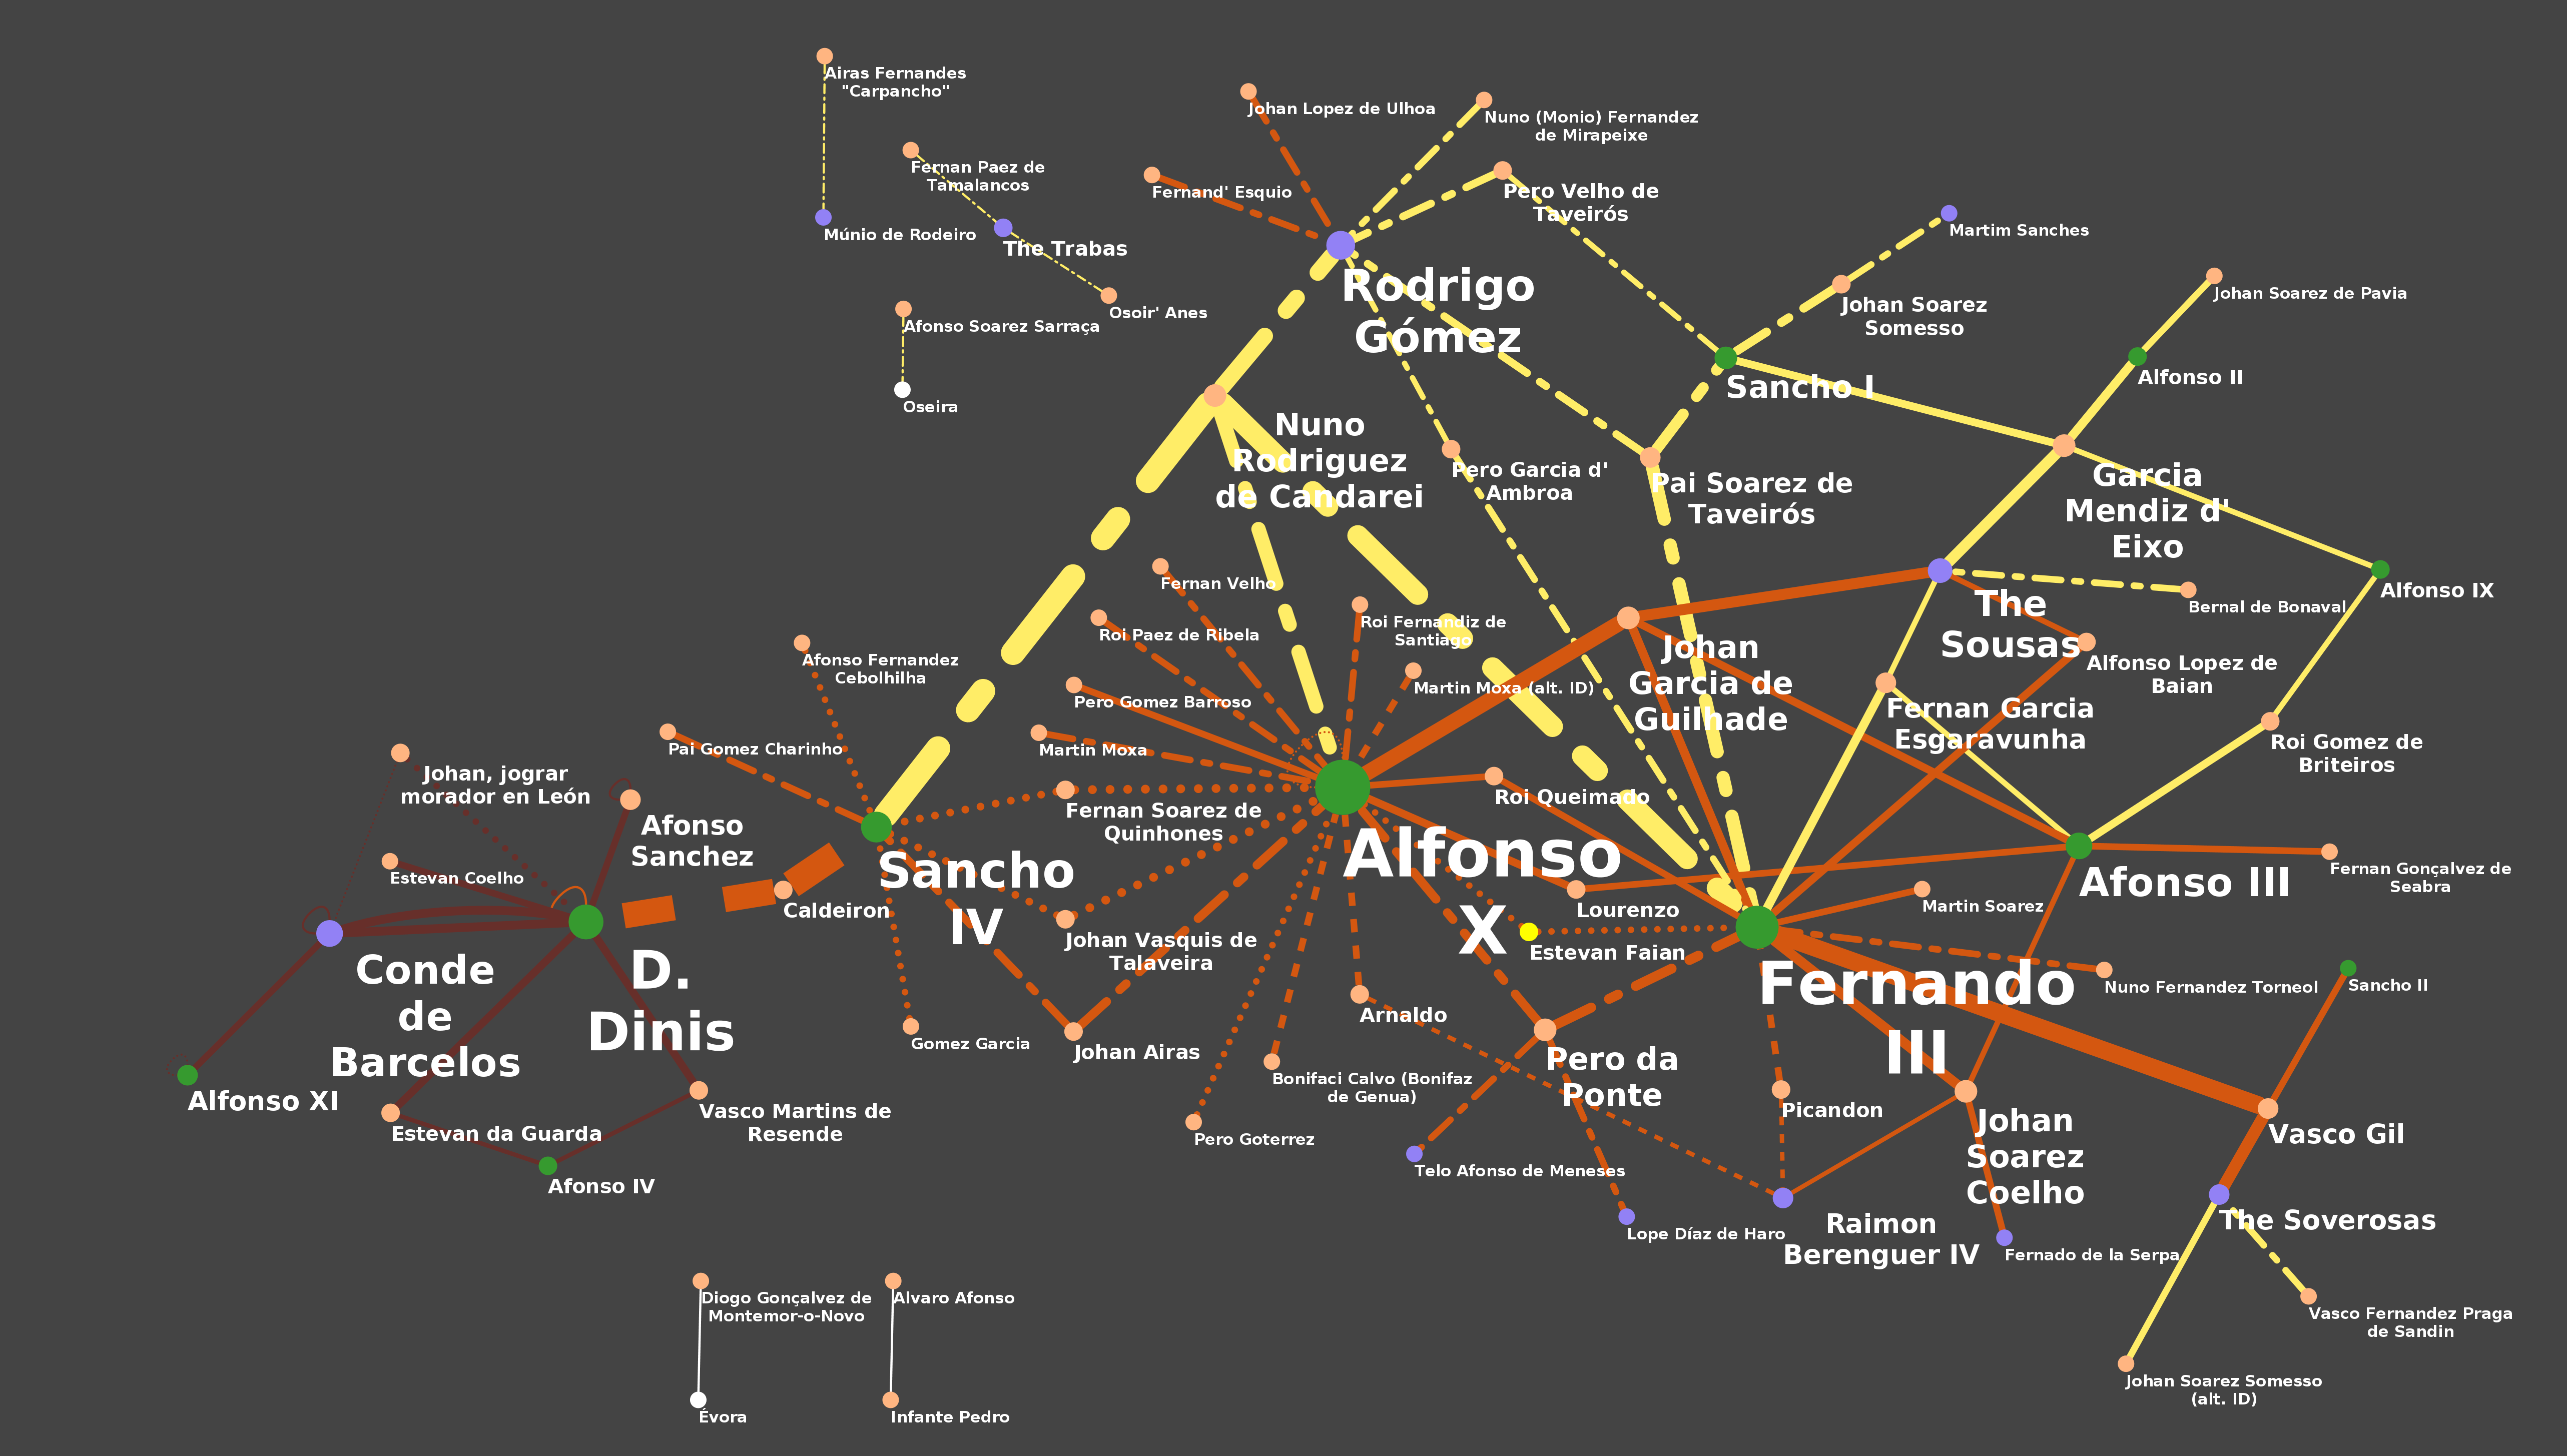 Airas Fernandes
"Carpancho"
Johan Lopez de Ulhoa
Nuno (Monio) Fernandez
de Mirapeixe
Fernan Paez de
Tamalancos
Fernand' Esquio
Pero Velho de
Taveirós
Múnio de Rodeiro
The Trabas
Martim Sanches
Rodrigo
Gómez
Johan Soarez
Somesso
Johan Soarez de Pavia
Osoir' Anes
Afonso Soarez Sarraça
Sancho I
Alfonso II
Oseira
Nuno
Rodriguez
de Candarei
Pero Garcia d'
Ambroa
Pai Soarez de
Taveirós
Garcia
Mendiz d'
Eixo
Fernan Velho
The
Sousas
Bernal de Bonaval
Alfonso IX
Roi Paez de Ribela
Roi Fernandiz de
Santiago
Johan
Garcia de
Guilhade
Afonso Fernandez
Cebolhilha
Alfonso Lopez de
Baian
Martin Moxa (alt. ID)
Pero Gomez Barroso
Fernan Garcia
Esgaravunha
Pai Gomez Charinho
Martin Moxa
Roi Gomez de
Briteiros
Johan, jograr
morador en León
Afonso
Sanchez
Fernan Soarez de
Quinhones
Roi Queimado
Alfonso
X
Sancho
IV
Estevan Coelho
Caldeiron
Lourenzo
Afonso III
Fernan Gonçalvez de
Seabra
Martin Soarez
Johan Vasquis de
Talaveira
Estevan Faian
Conde
de
Barcelos
D.
Dinis
Fernando
III
Nuno Fernandez Torneol
Sancho II
Arnaldo
Gomez Garcia
Johan Airas
Pero da
Ponte
Bonifaci Calvo (Bonifaz
de Genua)
Alfonso XI
Estevan da Guarda
Vasco Martins de
Resende
Pero Goterrez
Picandon
Johan
Soarez
Coelho
Vasco Gil
Afonso IV
Telo Afonso de Meneses
Lope Díaz de Haro
Raimon
Berenguer IV
Fernado de la Serpa
The Soverosas
Diogo Gonçalvez de
Montemor-o-Novo
Alvaro Afonso
Vasco Fernandez Praga
de Sandin
Johan Soarez Somesso
(alt. ID)
Évora
Infante Pedro